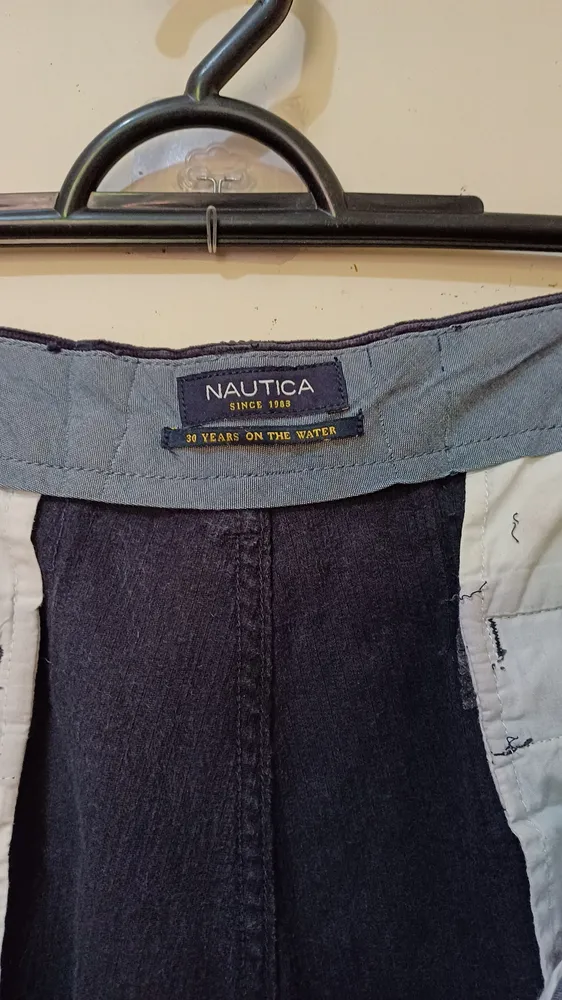 NAUTICA
SINCE 1983
30 YEARS ON THE WATER